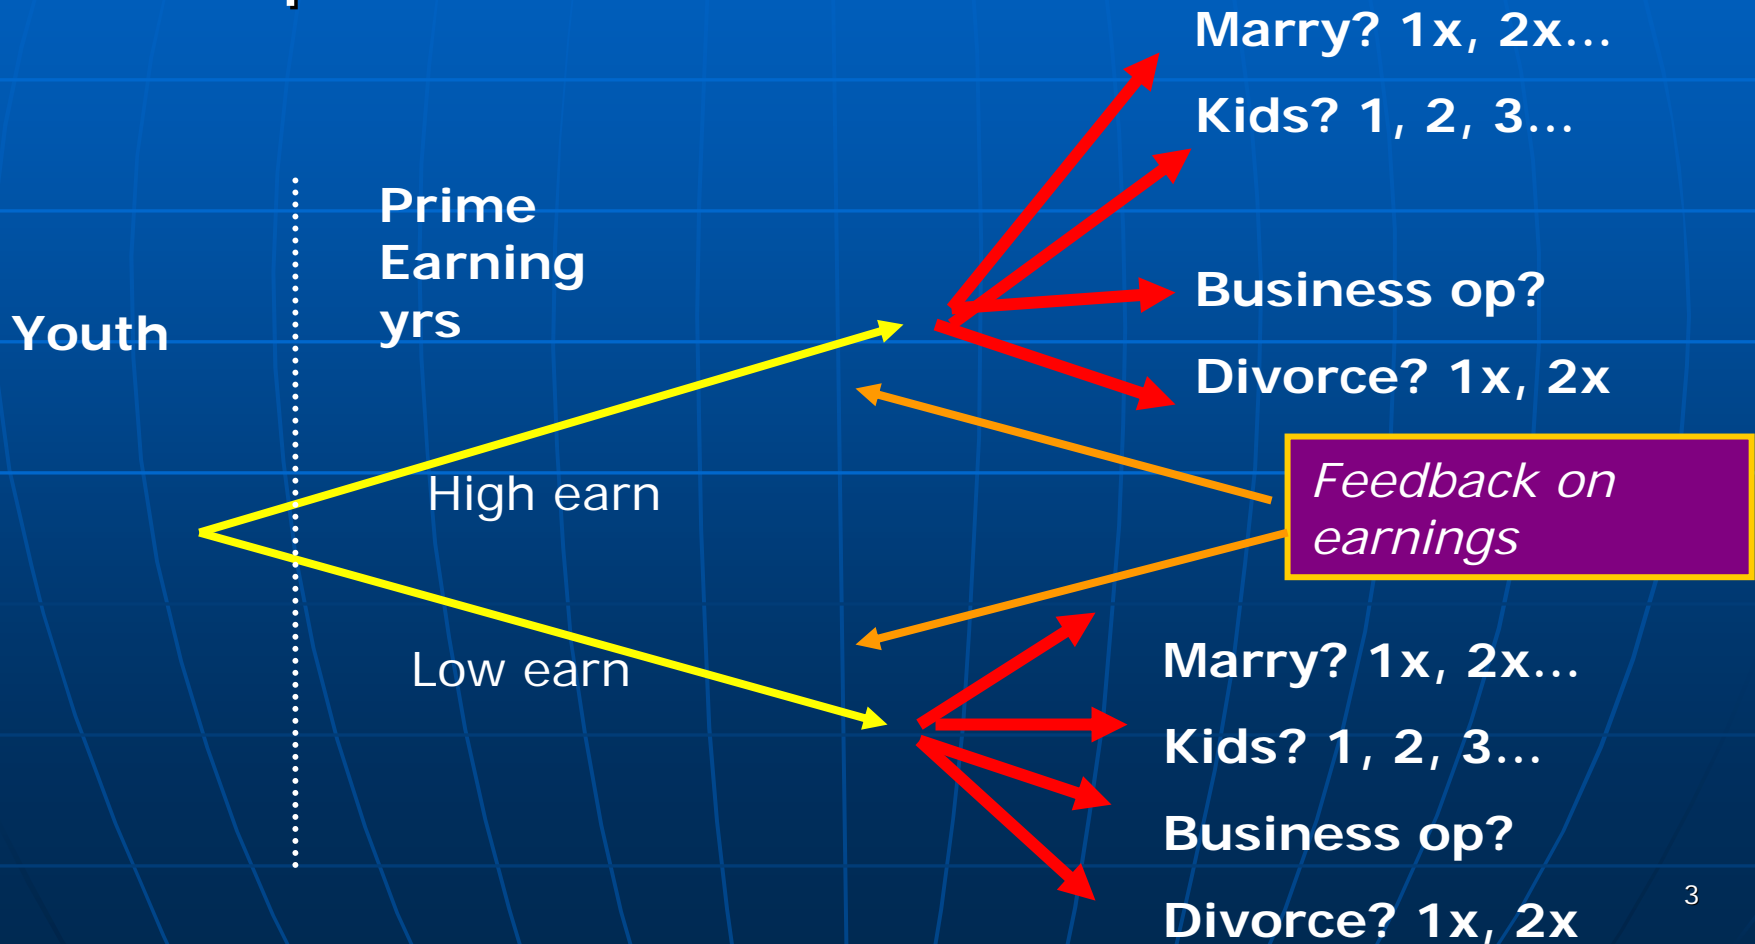 Marry? 1x, 2x...
Kids? 1, 2, 3...
Prime
Earning
yrs
Youth
Business op?
Divorce? 1x, 2x
High earn
Feedback on
earnings
Low earn
Marry? 1x, 2x...
Kids? 1, 2, 3...
Business op?
Divorce? 1x, 2x
3